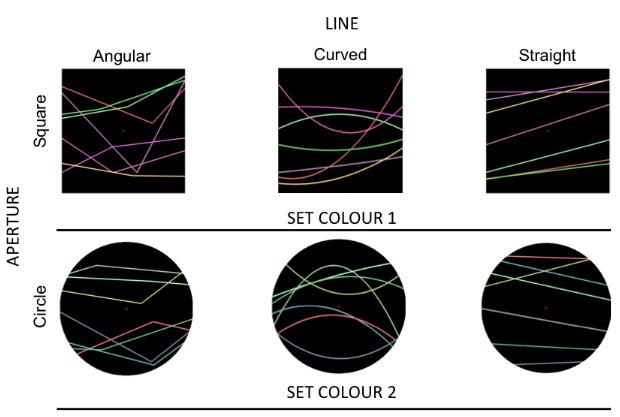 LINE
Angular
Curved
Straight
Square
SET COLOUR 1
APERTURE
Circle
SET COLOUR 2